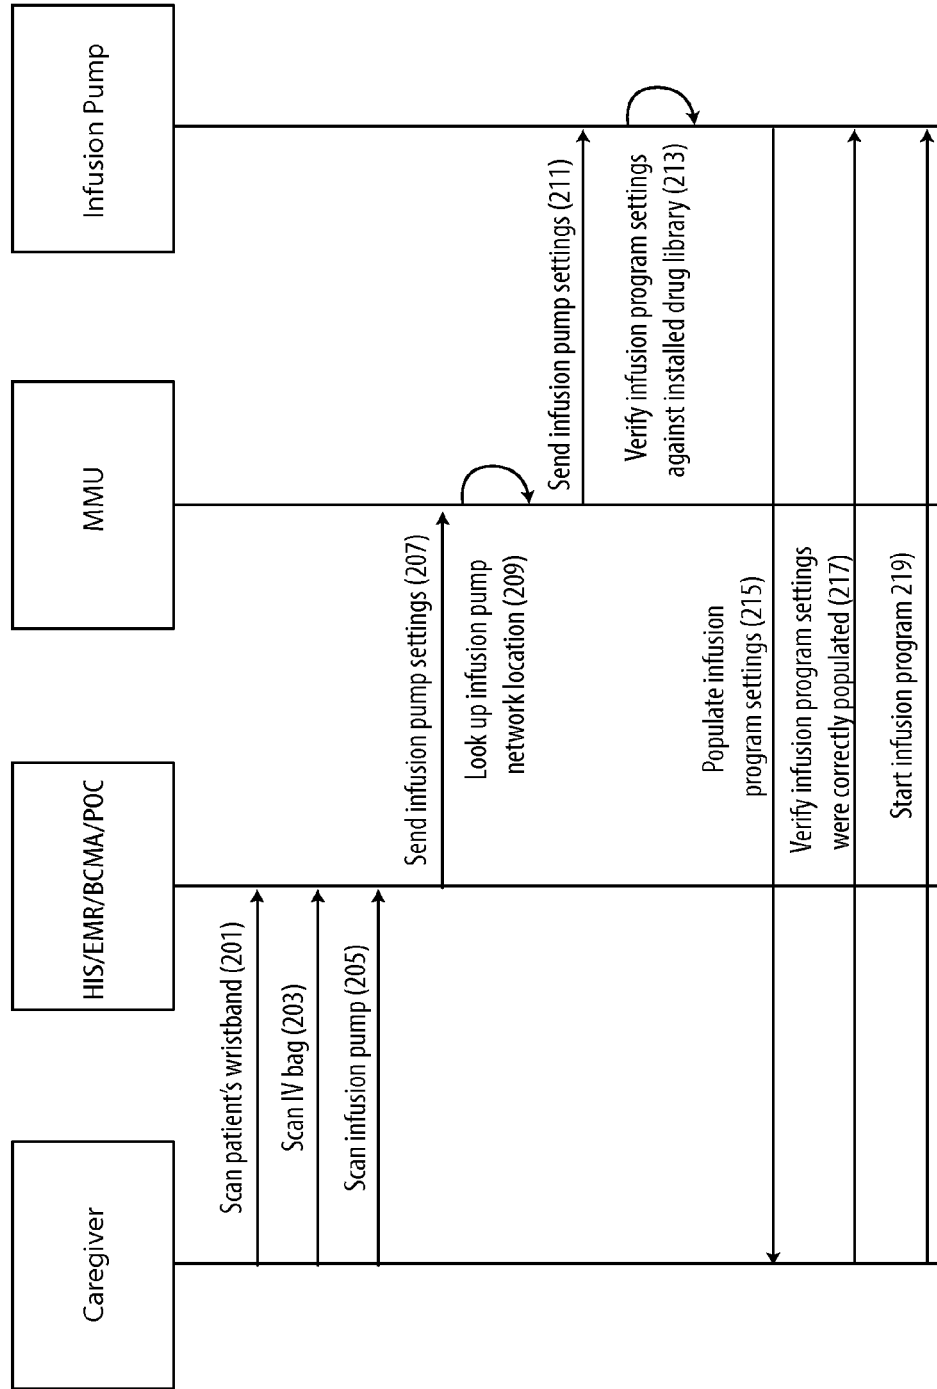 Caregiver
HIS/EMR/BCMA/POC
MMU
Infusion Pump
Scan patient's wristband (201)
Scan IV bag (203)
Scan infusion pump (205)
Send infusion pump settings (207)
Look up infusion pump
network location (209)
Send infusion pump settings (211)
Verify infusion program settings
against installed drug library (213)
Populate infusion
program settings (215)
Verify infusion program settings
were correctly populated (217)
Start infusion program 219)